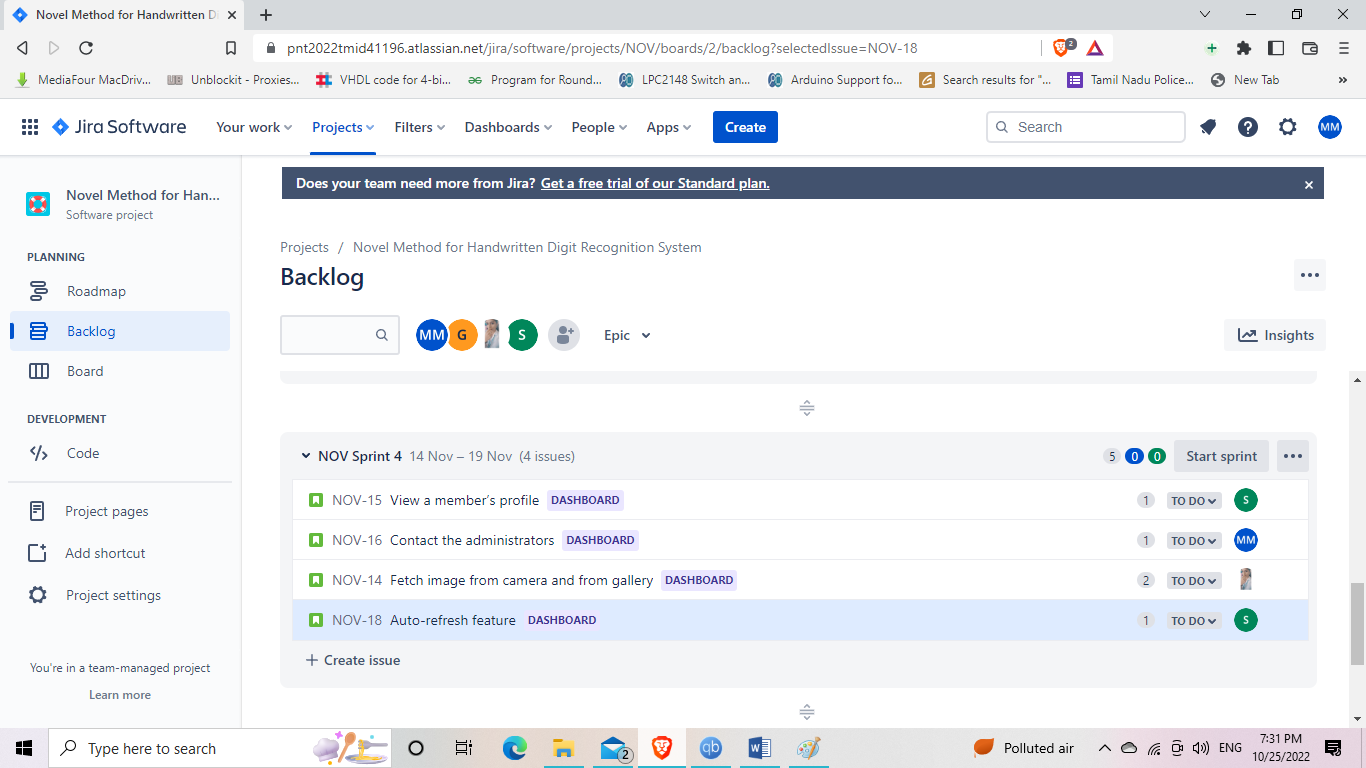 Novel Method for Handwritten Di
pnt2022tmid41196.atlassian.net/jira/software/projects/NOV/boards/2/backlog?selectedIssue=NOV-18
2
MediaFour MacDriv...
UB Unblockit - Proxies...
VHDL code for 4-bi...
Program for Round...
LPC2148 Switch an...
Arduino Support fo...
Search results for "...
Tamil Nadu Police...
New Tab
»
Jira Software
Your work
Projects
Filters
Dashboards
People
Apps
Create
Search
MM
Novel Method for Han...
Software project
PLANNING
Roadmap
Backlog
Board
DEVELOPMENT
Code
Project pages
Add shortcut
Project settings
You're in a team-managed project
Learn more
Does your team need more from Jira? Get a free trial of our Standard plan.
Projects / Novel Method for Handwritten Digit Recognition System
Backlog
MM G S
Epic
Insights
NOV Sprint 4 14 Nov – 19 Nov (4 issues) 5 0 0 Start sprint
NOV-15 View a member's profile DASHBOARD 1 TO DO S
NOV-16 Contact the administrators DASHBOARD 1 TO DO MM
NOV-14 Fetch image from camera and from gallery DASHBOARD 2 TO DO
NOV-18 Auto-refresh feature DASHBOARD 1 TO DO S
+ Create issue
Type here to search
2
qb
Polluted air
ENG
7:31 PM
10/25/2022